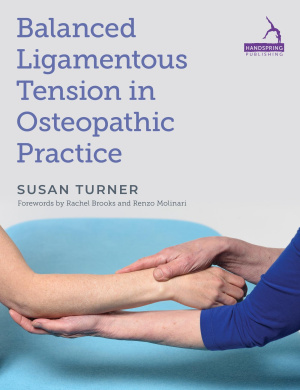 Balanced
Ligamentous
Tension in
Osteopathic
Practice
HANDSPRING
PUBLISHING
SUSAN TURNER
Forewords by Rachel Brooks and Renzo Molinari